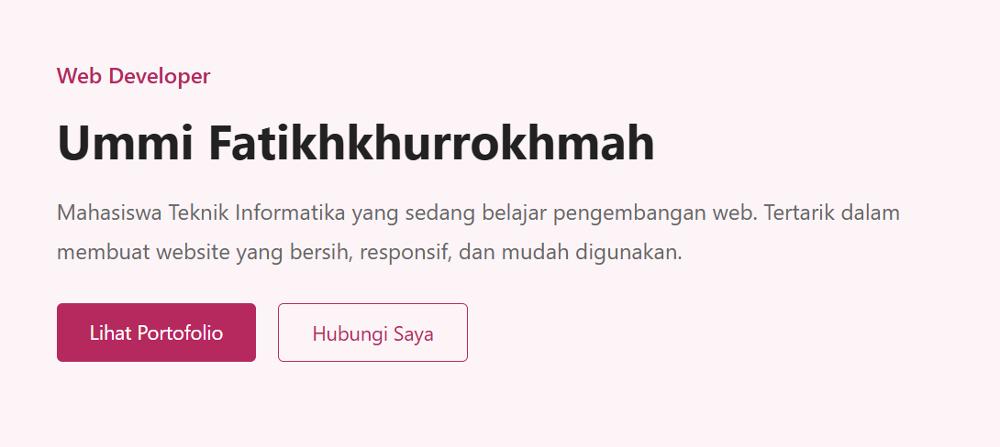 Web Developer
Ummi Fatikhkhurrokhmah
Mahasiswa Teknik Informatika yang sedang belajar pengembangan web. Tertarik dalam
membuat website yang bersih, responsif, dan mudah digunakan.
Lihat Portofolio
Hubungi Saya